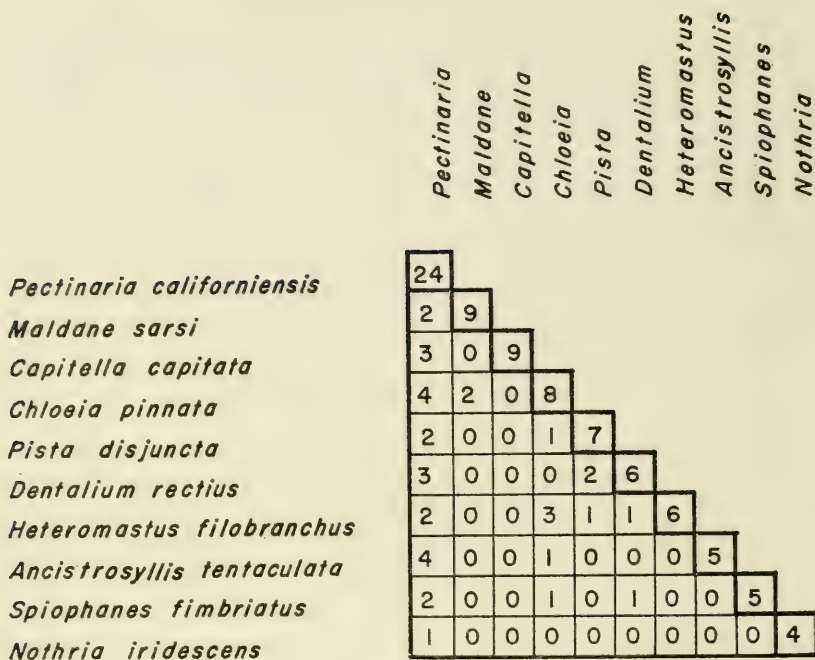 Pectinaria
Maldane
Capitella
Chloeia
Pista
Dentalium
Heteromastus
Ancistrosyllis
Spiophanes
Nothria
Pectinaria californiensis 24
Maldane sarsi 2 9
Capitella capitata 3 0 9
Chloeia pinnata 4 2 0 8
Pista disjuncta 2 0 0 1 7
Dentalium rectius 3 0 0 0 2 6
Heteromastus filobranchus 2 0 0 3 1 1 6
Ancistrosyllis tentaculata 4 0 0 1 0 0 0 5
Spiophanes fimbriatus 2 0 0 1 0 1 0 0 5
Nothria iridescens 1 0 0 0 0 0 0 0 0 4